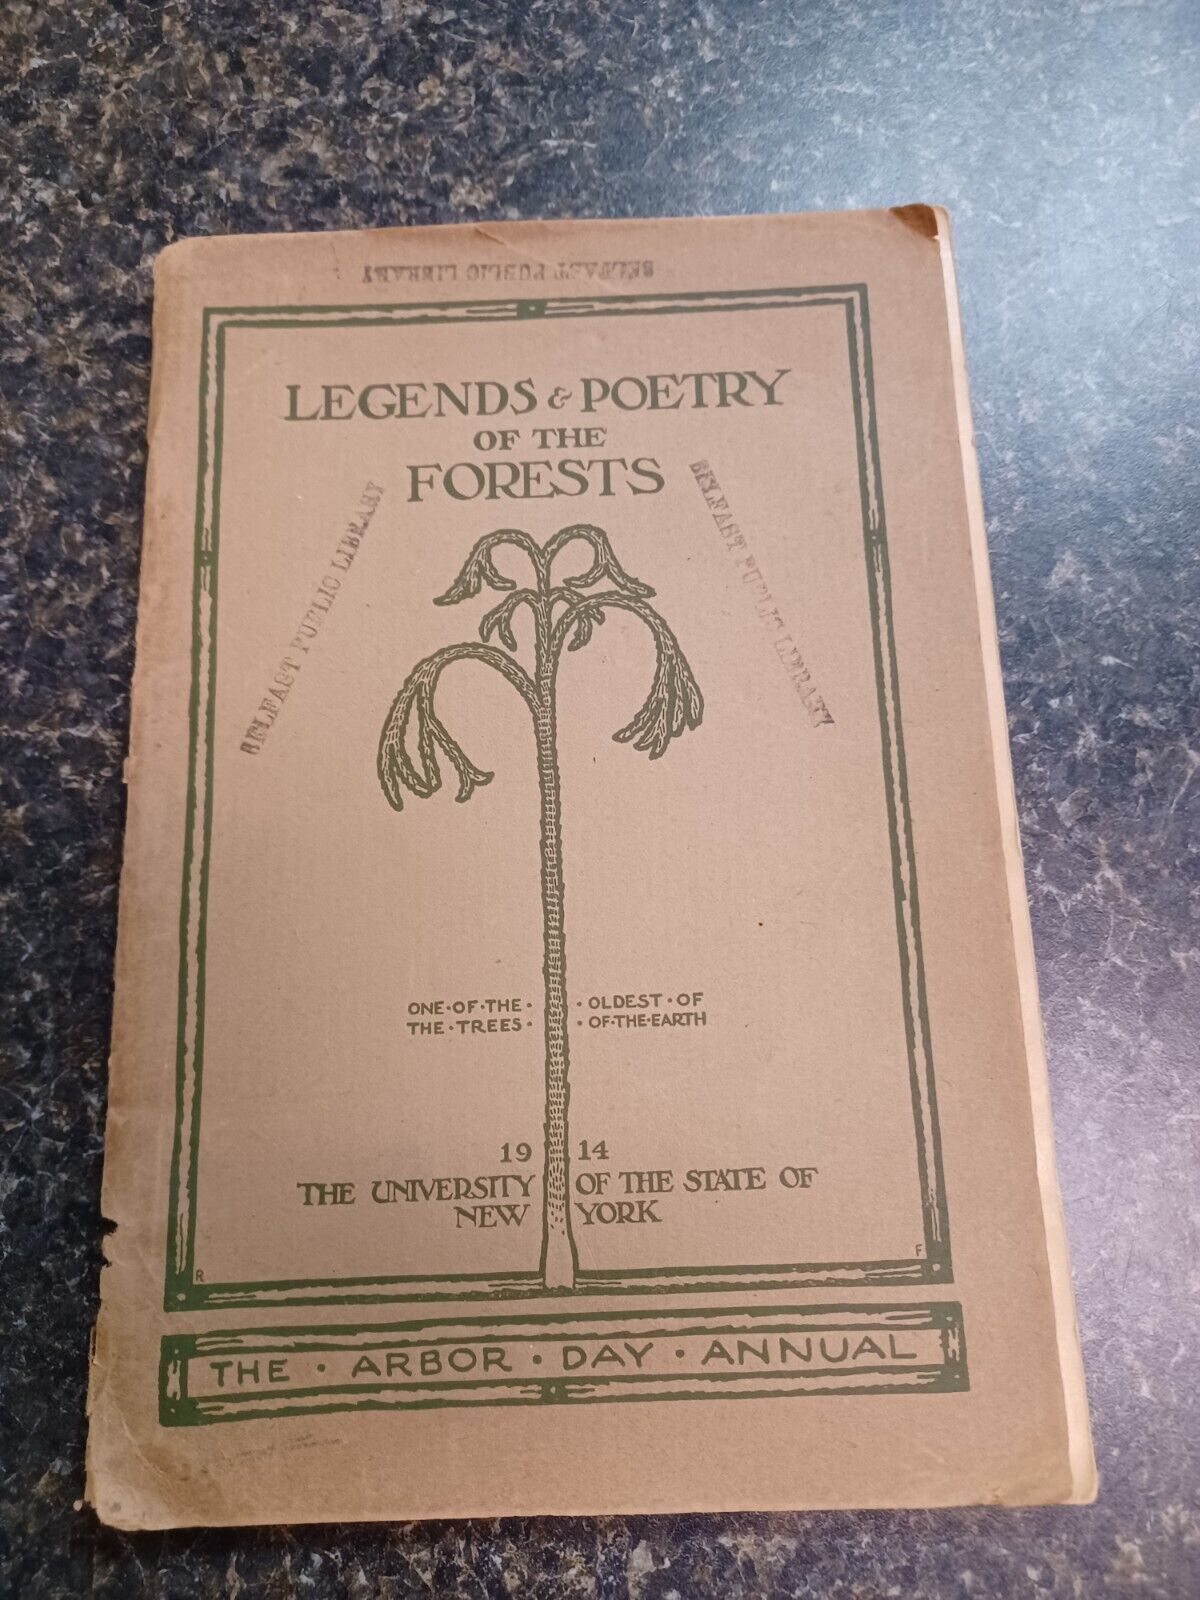 BELFAST PUBLIC LIBRARY
LEGENDS & POETRY
OF THE
FORESTS
BELFAST PUBLIC LIBRARY
BELFAST PUBLIC LIBRARY
ONE·OF·THE· ·OLDEST·OF
THE·TREES· ·OF·THE·EARTH
19 14
THE UNIVERSITY OF THE STATE OF
NEW YORK
R F
THE · ARBOR · DAY · ANNUAL